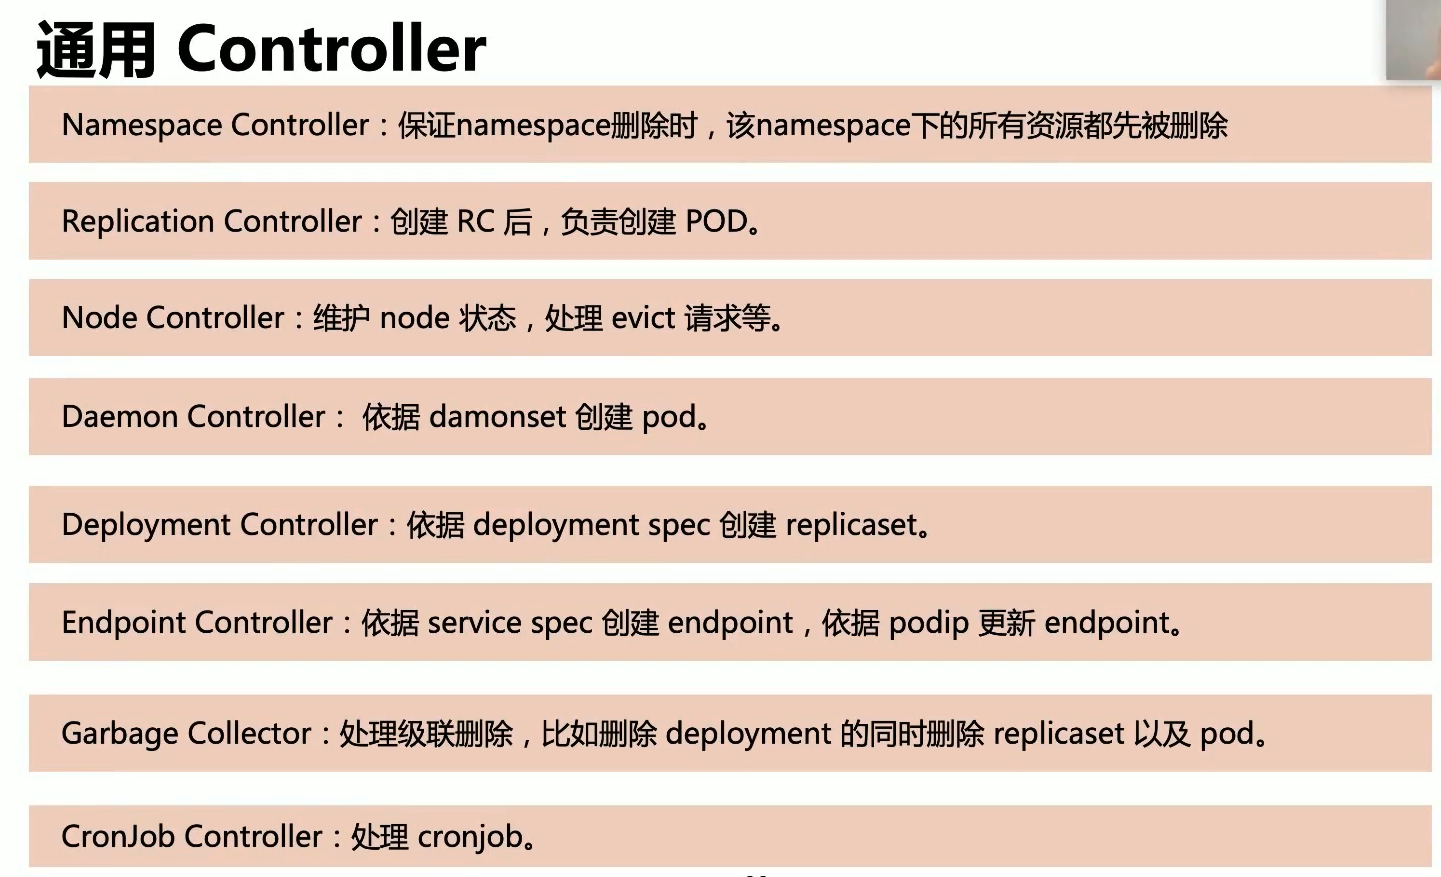 通用 Controller
Namespace Controller：保证namespace删除时，该namespace下的所有资源都先被删除
Replication Controller：创建 RC 后，负责创建 POD。
Node Controller：维护 node 状态，处理 evict 请求等。
Daemon Controller： 依据 damonset 创建 pod。
Deployment Controller：依据 deployment spec 创建 replicaset。
Endpoint Controller：依据 service spec 创建 endpoint，依据 podip 更新 endpoint。
Garbage Collector：处理级联删除，比如删除 deployment 的同时删除 replicaset 以及 pod。
CronJob Controller：处理 cronjob。